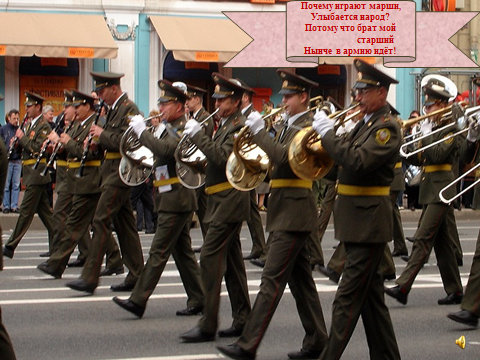 Почему играют марши,
Улыбается народ?
Потому что брат мой
старший
Нынче в армию идёт!